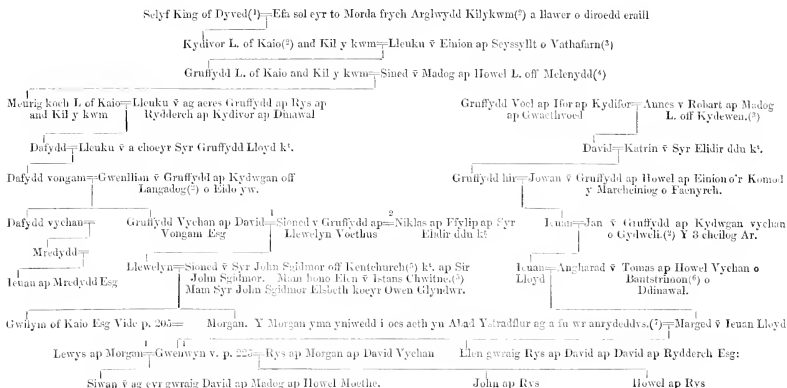 Selyf King of Dyved(¹)=Efa sol eyr to Morda frych Arglwydd Kilykwm(²) a llawer o diroedd eraill
Kydivor L. of Kaio(²) and Kil y kwm=Lleuku v̄ Einion ap Seyssyllt o Vathafarn(³)
Gruffydd L. of Kaio and Kil y kwm=Sined v̄ Madog ap Howel L. off Melenydd(⁴)
Meurig koch L of Kaio=Lleuku v̄ ag aeres Gruffydd ap Rys ap
and Kil y kwm Rydderch ap Kydivor ap Dinawal
Gruffydd Voel ap Ifor ap Kydifor=Annes v Robart ap Madog
ap Gwaethvoed L. off Kydewen.(²)
Dafydd=Lleuku v̄ a choeyr Syr Gruffydd Lloyd kᵗ.
David=Katrin v̄ Syr Elidir ddu kᵗ.
Dafydd vongam=Gwenllian v̄ Gruffydd ap Kydwgan off
Langadog(²) o Eido yw.
Gruffydd hir=Jowan v̄ Gruffydd ap Howel ap Einion o'r Komod
y Marcheiniog o Faenyrch.
Dafydd vychan=
Gruffydd Vychan ap David=Sioned v Gruffydd ap=Niklas ap Ffylip ap Syr
Vongam Esg Llewelyn Voethus Elidir ddu kᵗ
1 2
Ieuan=Jan v̄ Gruffydd ap Kydwgan vychan
o Gydweli.(²) Y 3 cheilog Ar.
Mredydd=
Ieuan ap Mredydd Esg
Llewelyn=Sioned v̄ Syr John Sgidmor off Kentchurch(⁵) kᵗ. ap Sir
John Sgidmor. Mam hono Elen v̄ Istans Chwitne.(³)
Mam Syr John Sgidmor Elsbeth koeyr Owen Glyndwr.
Ieuan=Angharad v̄ Tomas ap Howel Vychan o
Lloyd Bantstrimon(⁶) o
Ddinawal.
Gwilym of Kaio Esg Vide p. 205=
Morgan. Y Morgan yma yniwedd i oes aeth yn Abad Ystradflur ag a fu wr anrydeddvs.(⁷)=Marged v̄ Ieuan Lloyd
Lewys ap Morgan=Gwenwyn v. p. 225=Rys ap Morgan ap David Vychan
1
Elen gwraig Rys ap David ap David ap Rydderch Esg:
Siwan v̄ ag eyr gwraig David ap Madog ap Howel Moethe.
John ap Rys
Howel ap Rys